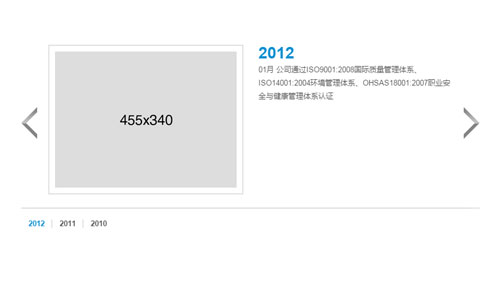 2012
01月 公司通过ISO9001:2008国际质量管理体系、
ISO14001:2004环境管理体系、OHSAS18001:2007职业安
全与健康管理体系认证
455x340
2012 | 2011 | 2010